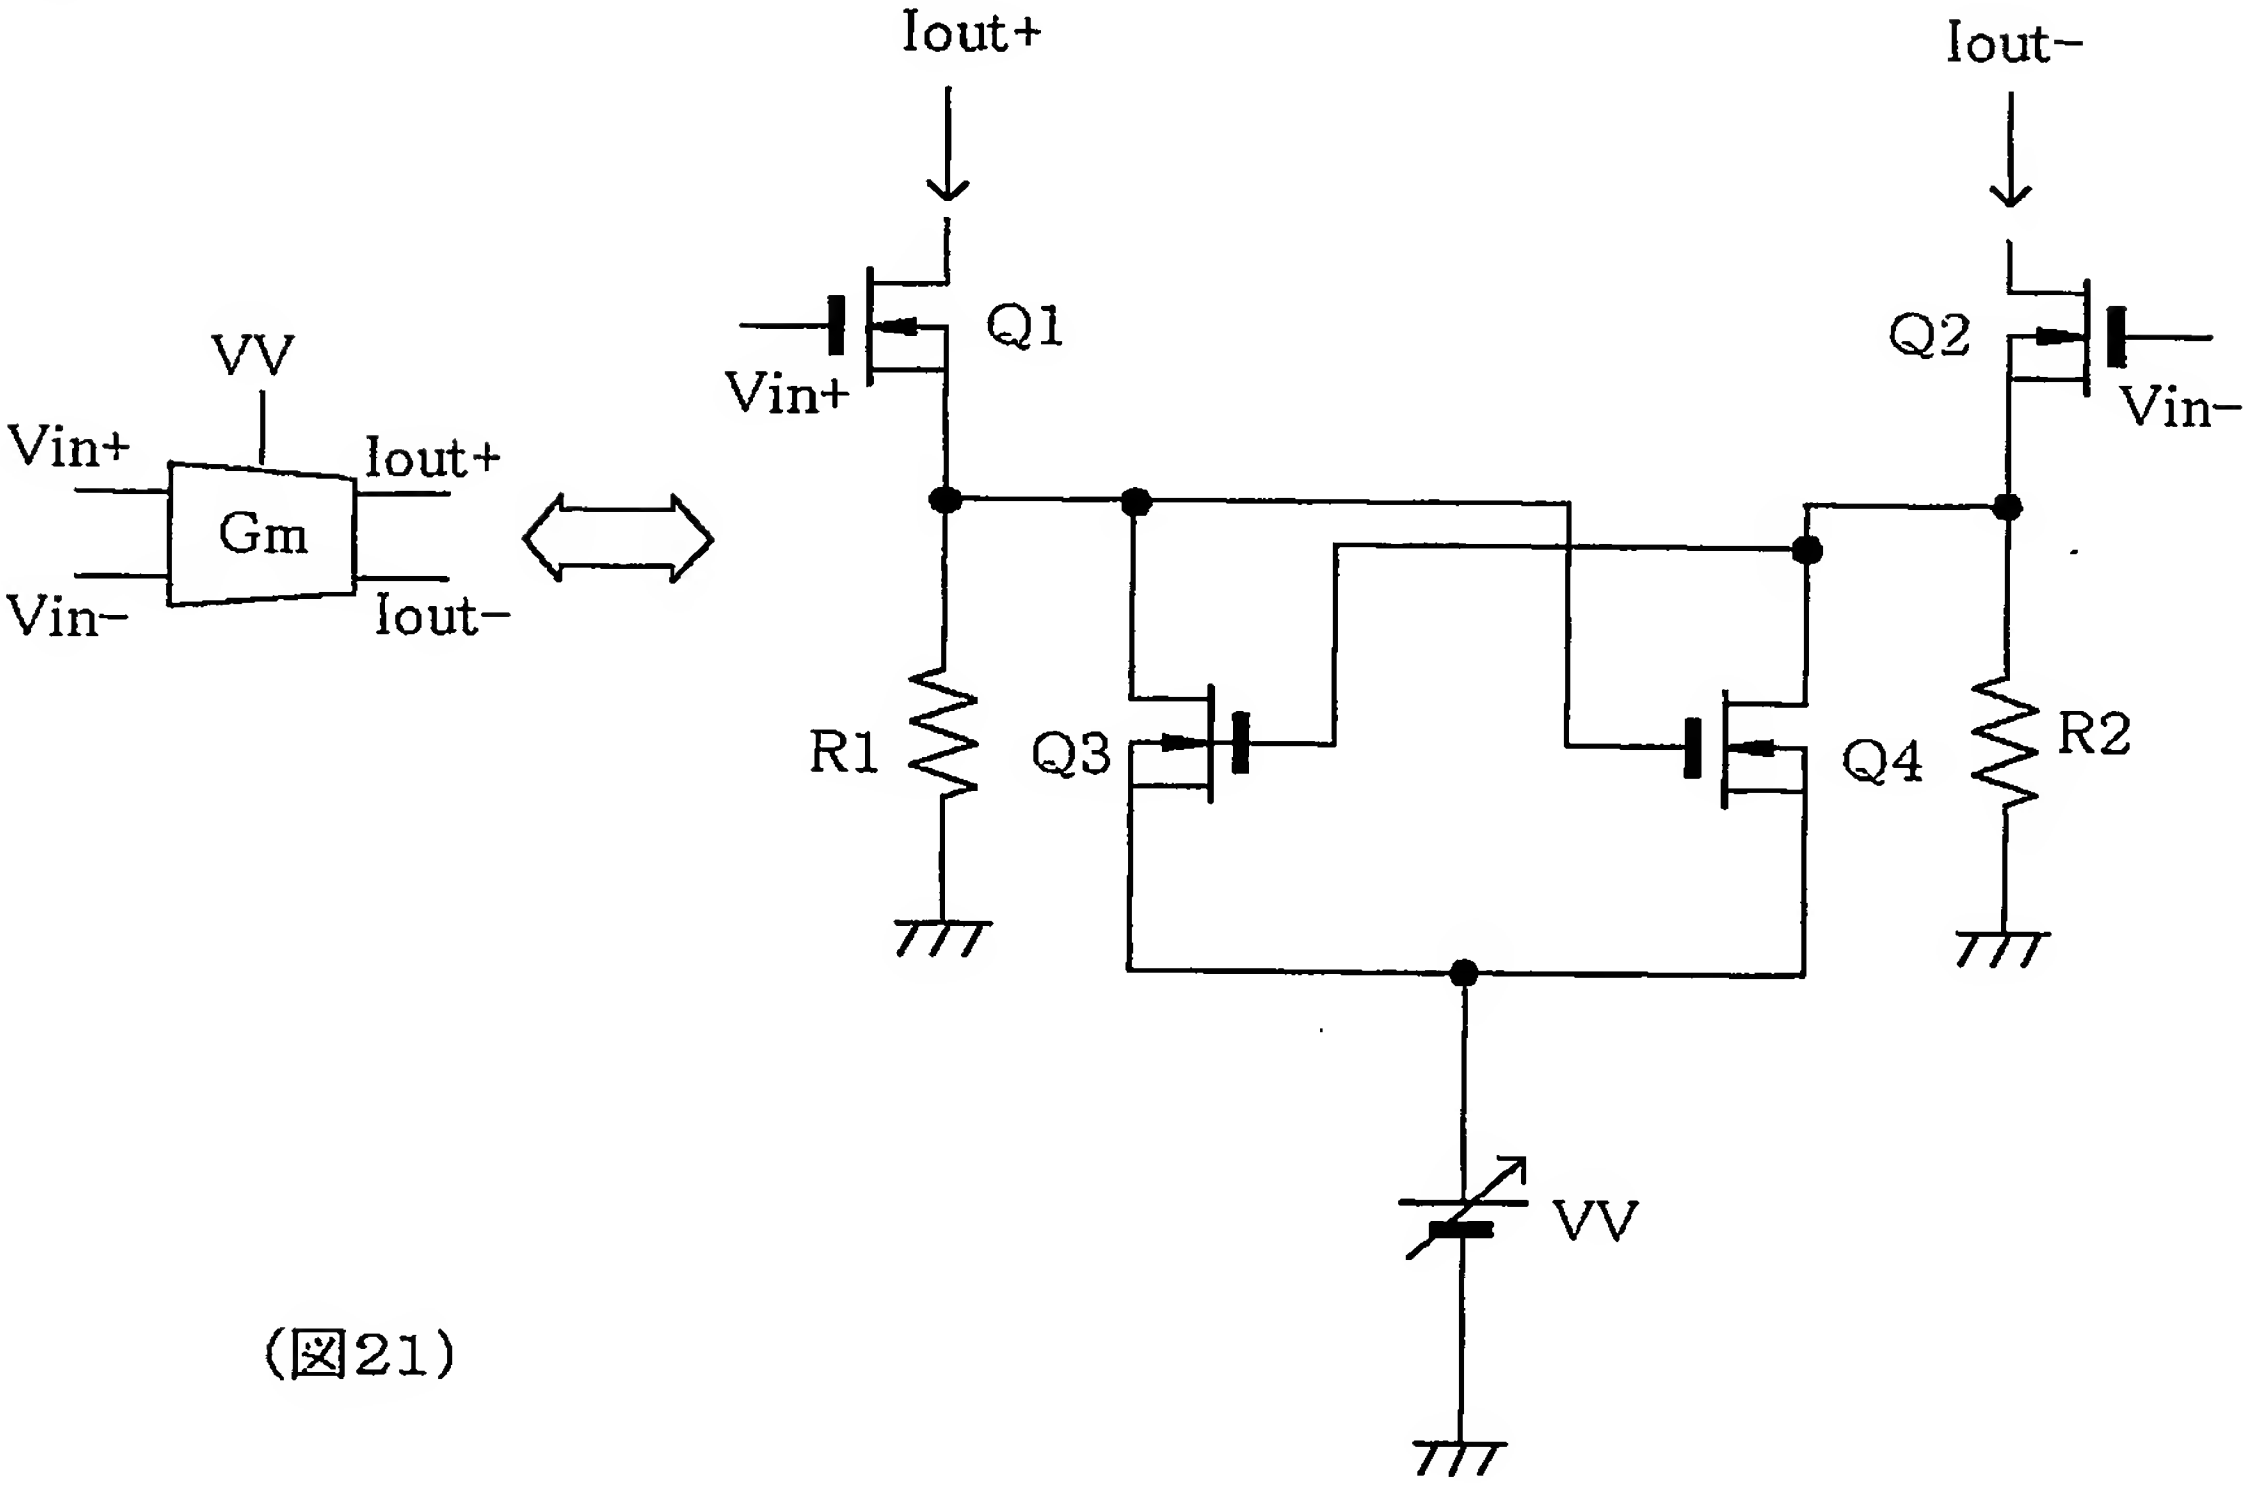 Iout+
Iout-
Q1
Q2
VV
Vin+
Vin-
Vin+
Iout+
Gm
Vin-
Iout-
R1
Q3
Q4
R2
VV
(図21)